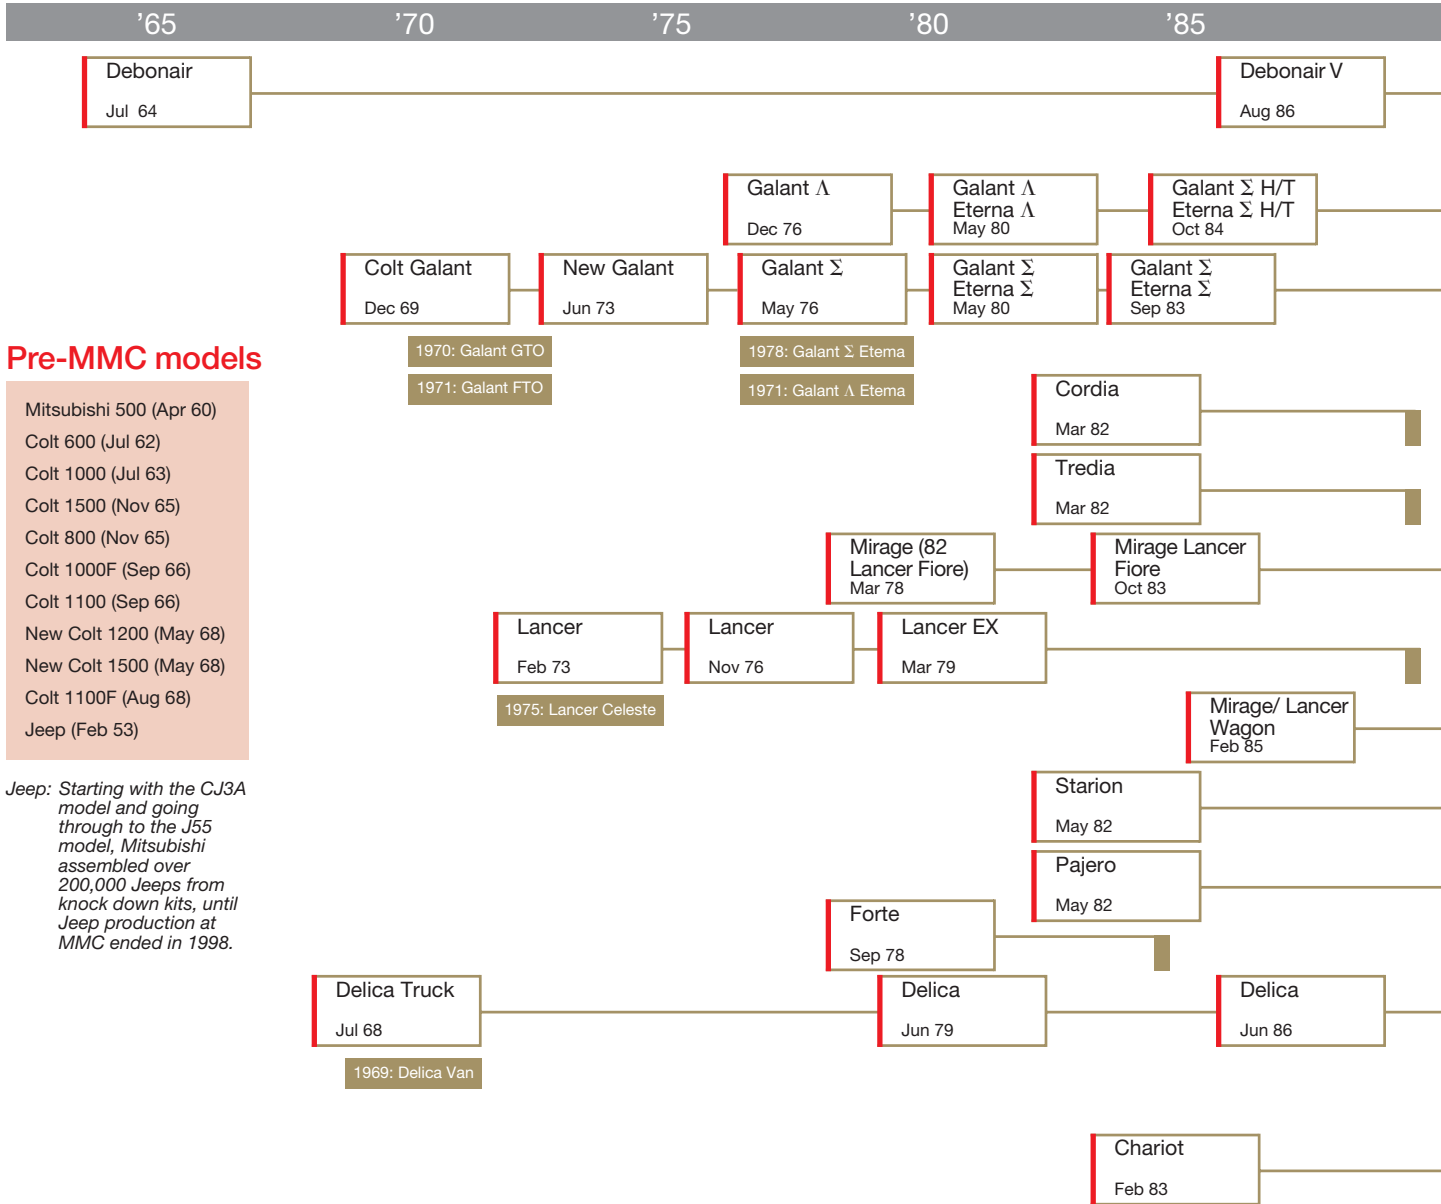 ’65 ’70 ’75 ’80 ’85
Debonair
Jul 64
Debonair V
Aug 86
Galant Λ
Dec 76
Galant Λ
Eterna Λ
May 80
Galant Σ H/T
Eterna Σ H/T
Oct 84
Colt Galant
Dec 69
New Galant
Jun 73
Galant Σ
May 76
Galant Σ
Eterna Σ
May 80
Galant Σ
Eterna Σ
Sep 83
1970: Galant GTO
1971: Galant FTO
1978: Galant Σ Etema
1971: Galant Λ Etema
Pre-MMC models
Mitsubishi 500 (Apr 60)
Colt 600 (Jul 62)
Colt 1000 (Jul 63)
Colt 1500 (Nov 65)
Colt 800 (Nov 65)
Colt 1000F (Sep 66)
Colt 1100 (Sep 66)
New Colt 1200 (May 68)
New Colt 1500 (May 68)
Colt 1100F (Aug 68)
Jeep (Feb 53)
Jeep: Starting with the CJ3A
model and going
through to the J55
model, Mitsubishi
assembled over
200,000 Jeeps from
knock down kits, until
Jeep production at
MMC ended in 1998.
Cordia
Mar 82
Tredia
Mar 82
Mirage (82
Lancer Fiore)
Mar 78
Mirage Lancer
Fiore
Oct 83
Lancer
Feb 73
Lancer
Nov 76
Lancer EX
Mar 79
1975: Lancer Celeste
Mirage/ Lancer
Wagon
Feb 85
Starion
May 82
Pajero
May 82
Forte
Sep 78
Delica Truck
Jul 68
Delica
Jun 79
Delica
Jun 86
1969: Delica Van
Chariot
Feb 83